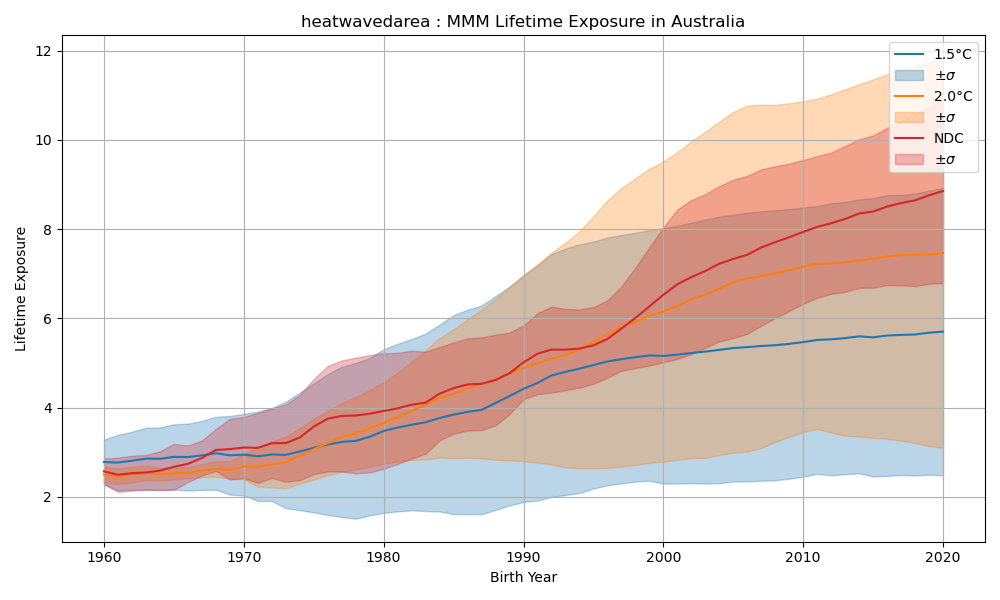 heatwavedarea : MMM Lifetime Exposure in Australia
12
10
8
6
4
2
Lifetime Exposure
1960 1970 1980 1990 2000 2010 2020
Birth Year
1.5°C
±σ
2.0°C
±σ
NDC
±σ